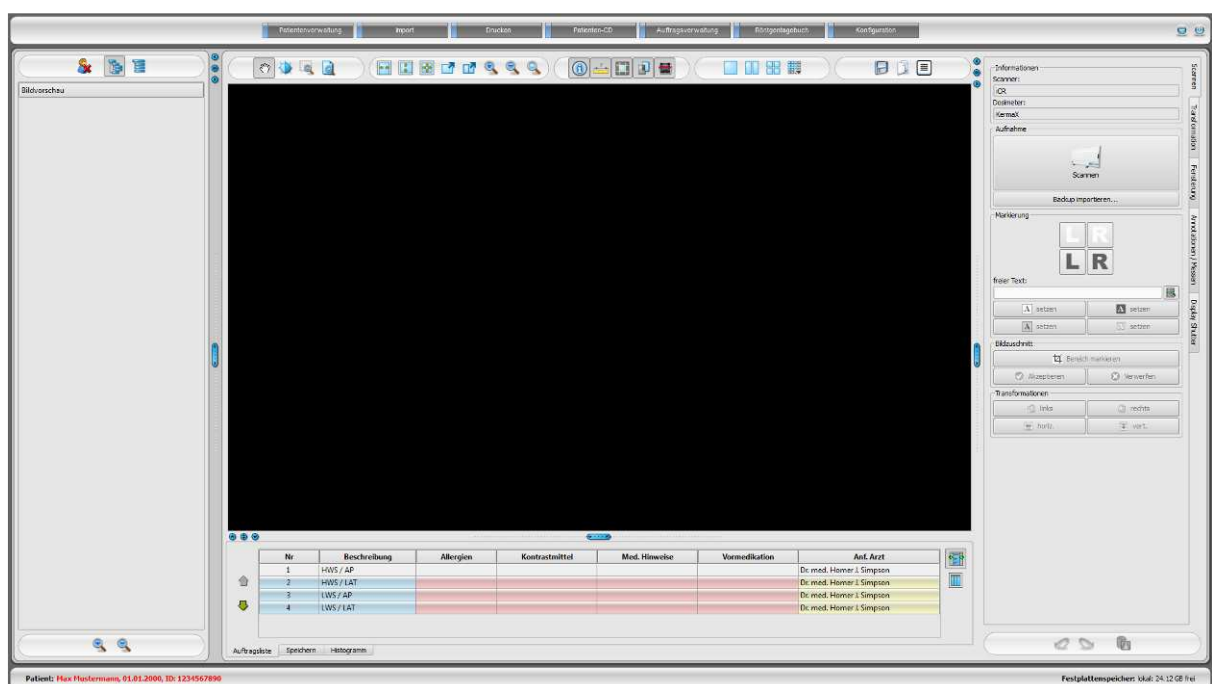 Patientenverwaltung Import Drucken Patienten-CD Auftragsverwaltung Röntgentagebuch Konfiguration
Bildvorschau
Informationen
Scanner:
iCR
Dosimeter:
KermaX
Aufnahme
Scannen
Backup importieren...
Markierung
L R
L R
freier Text:
A setzen A setzen
A setzen setzen
Bildzuschnitt
Bereich markieren
Akzeptieren Verwerfen
Transformationen
links rechts
horiz. vert.
Scannen
Transformation
Fensterung
Annotationen / Messen
Display Shutter
Nr Beschreibung Allergien Kontrastmittel Med. Hinweise Vormedikation Anf. Arzt
1 HWS / AP Dr. med. Homer J. Simpson
2 HWS / LAT Dr. med. Homer J. Simpson
3 LWS / AP Dr. med. Homer J. Simpson
4 LWS / LAT Dr. med. Homer J. Simpson
Auftragsliste Speichern Histogramm
Patient: Max Mustermann, 01.01.2000, ID: 1234567890 Festplattenspeicher: lokal: 24.12 GB frei